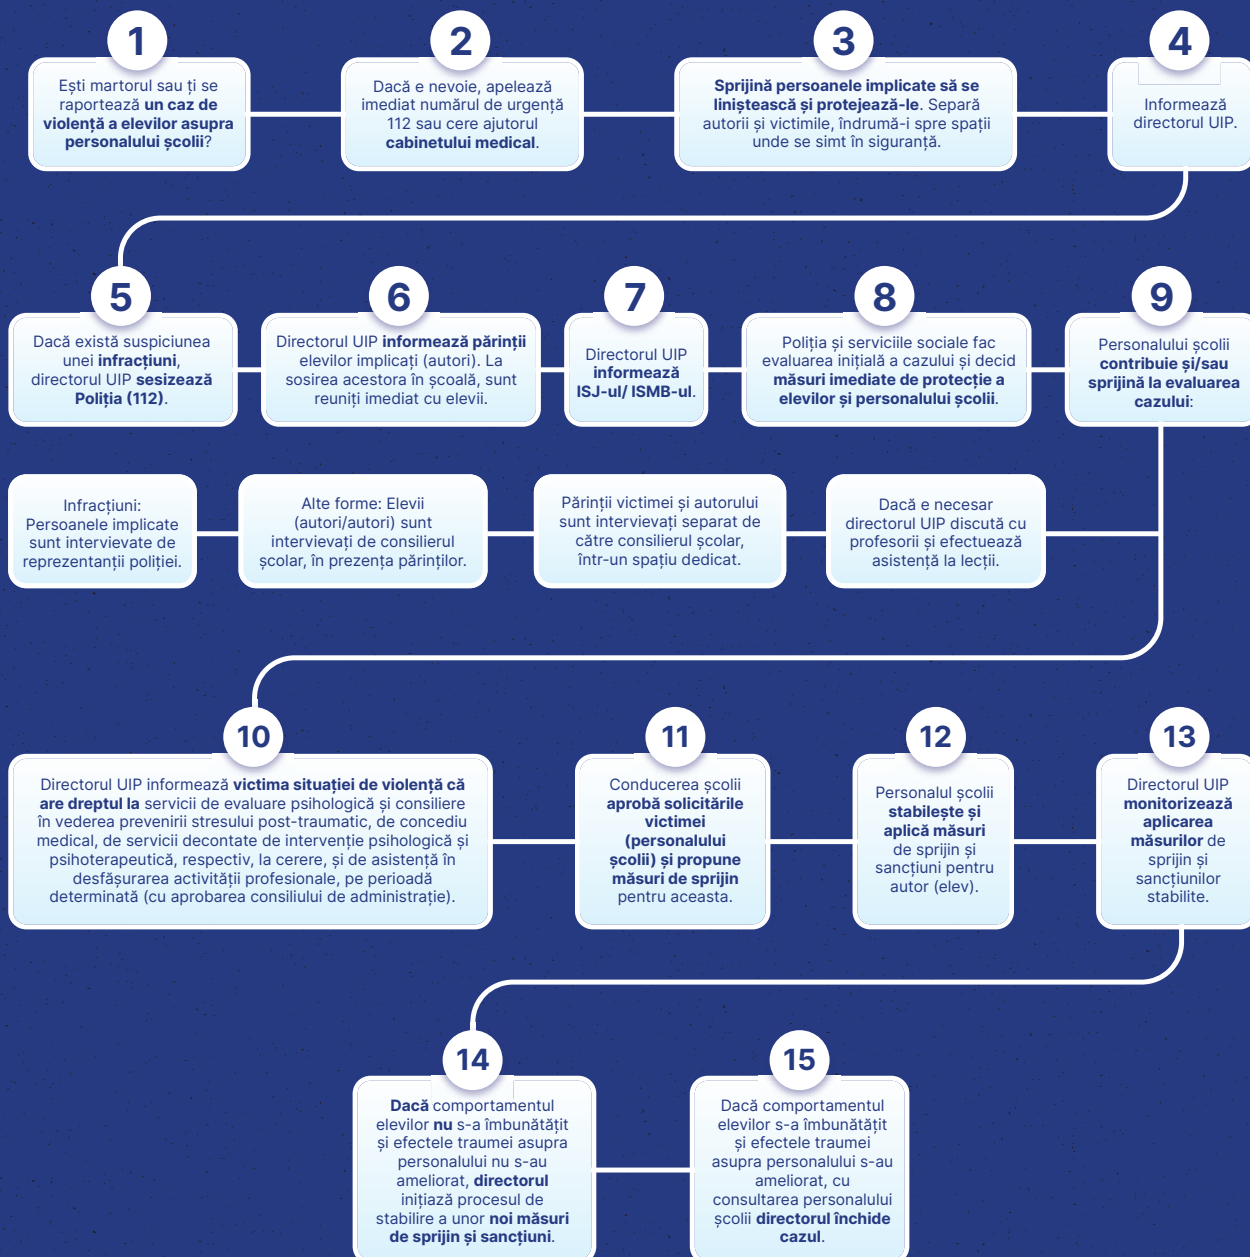 1
Ești martorul sau ți se
raportează un caz de
violență a elevilor asupra
personalului școlii?
2
Dacă e nevoie, apelează
imediat numărul de urgență
112 sau cere ajutorul
cabinetului medical.
3
Sprijină persoanele implicate să se
liniștească și protejează-le. Separă
autorii și victimile, îndrumă-i spre spații
unde se simt în siguranță.
4
Informează
directorul UIP.
5
Dacă există suspiciunea
unei infracțiuni,
directorul UIP sesizează
Poliția (112).
6
Directorul UIP informează părinții
elevilor implicați (autori). La
sosirea acestora în școală, sunt
reuniți imediat cu elevii.
7
Directorul UIP
informează
ISJ-ul/ ISMB-ul.
8
Poliția și serviciile sociale fac
evaluarea inițială a cazului și decid
măsuri imediate de protecție a
elevilor și personalului școlii.
9
Personalului școlii
contribuie și/sau
sprijină la evaluarea
cazului:
Infracțiuni:
Persoanele implicate
sunt intervievate de
reprezentanții poliției.
Alte forme: Elevii
(autori/autori) sunt
intervievați de consilierul
școlar, în prezența părinților.
Părinții victimei și autorului
sunt intervievați separat de
către consilierul școlar,
într-un spațiu dedicat.
Dacă e necesar
directorul UIP discută cu
profesorii și efectuează
asistență la lecții.
10
Directorul UIP informează victima situației de violență că
are dreptul la servicii de evaluare psihologică și consiliere
în vederea prevenirii stresului post-traumatic, de concediu
medical, de servicii decontate de intervenție psihologică și
psihoterapeutică, respectiv, la cerere, și de asistență în
desfășurarea activității profesionale, pe perioadă
determinată (cu aprobarea consiliului de administrație).
11
Conducerea școlii
aprobă solicitările
victimei
(personalului
școlii) și propune
măsuri de sprijin
pentru aceasta.
12
Personalul școlii
stabilește și
aplică măsuri
de sprijin și
sancțiuni pentru
autor (elev).
13
Directorul UIP
monitorizează
aplicarea
măsurilor de
sprijin și
sancțiunilor
stabilite.
14
Dacă comportamentul
elevilor nu s-a îmbunătățit
și efectele traumei asupra
personalului nu s-au
ameliorat, directorul
inițiază procesul de
stabilire a unor noi măsuri
de sprijin și sancțiuni.
15
Dacă comportamentul
elevilor s-a îmbunătățit
și efectele traumei
asupra personalului s-au
ameliorat, cu
consultarea personalului
școlii directorul închide
cazul.